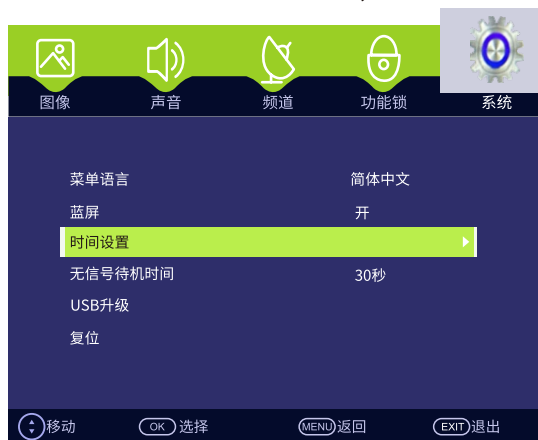 图像 声音 频道 功能锁 系统
菜单语言 简体中文
蓝屏 开
时间设置
无信号待机时间 30秒
USB升级
复位
移动 OK 选择 MENU 返回 EXIT 退出